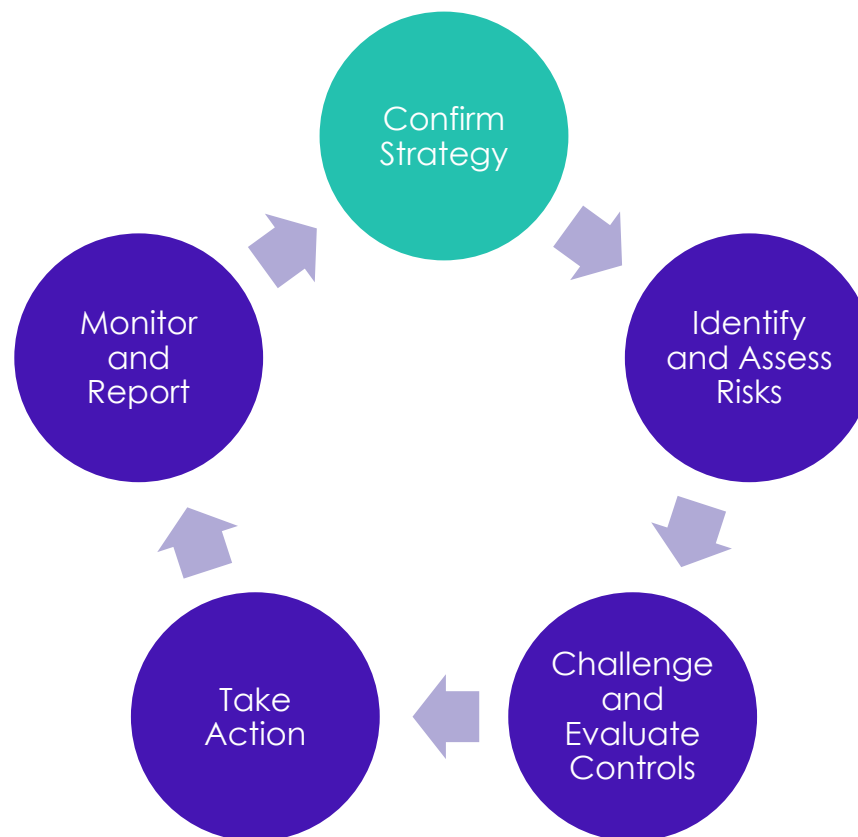 Confirm
Strategy
Identify
and Assess
Risks
Challenge
and
Evaluate
Controls
Take
Action
Monitor
and
Report